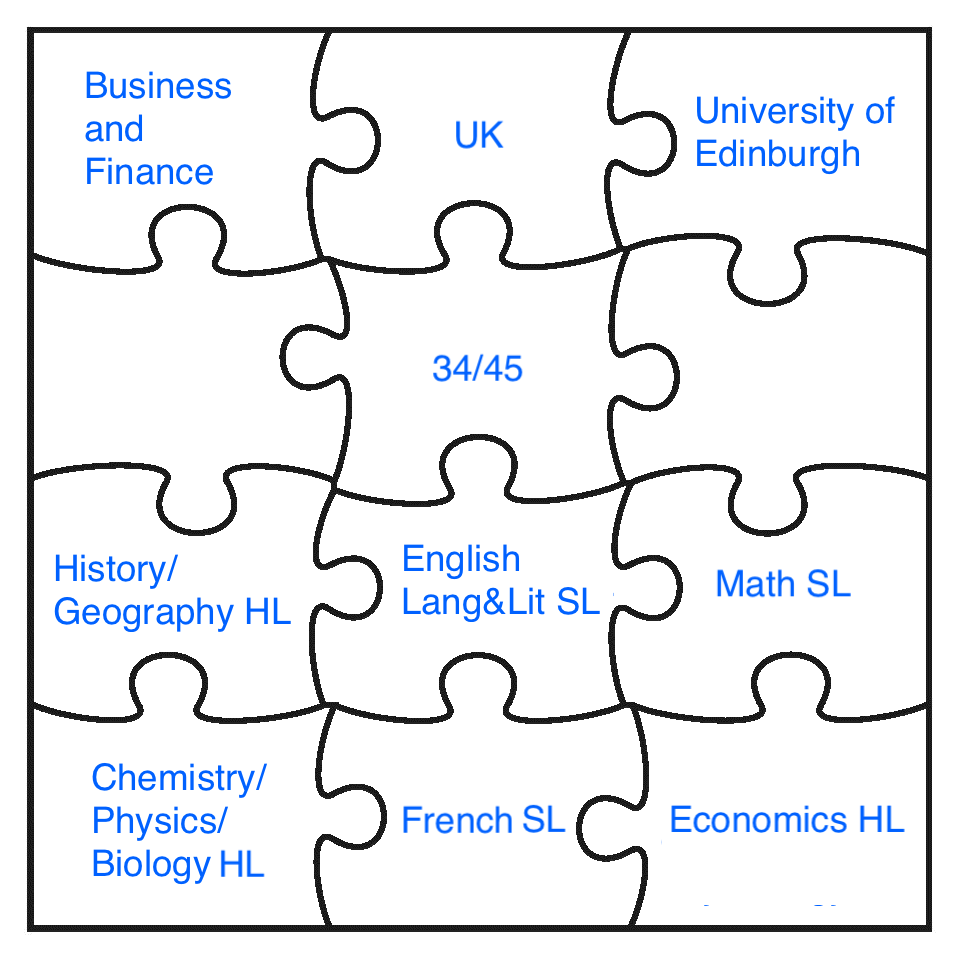 Business
and
Finance
UK
University of
Edinburgh
34/45
History/
Geography HL
English
Lang&Lit SL
Math SL
Chemistry/
Physics/
Biology HL
French SL
Economics HL